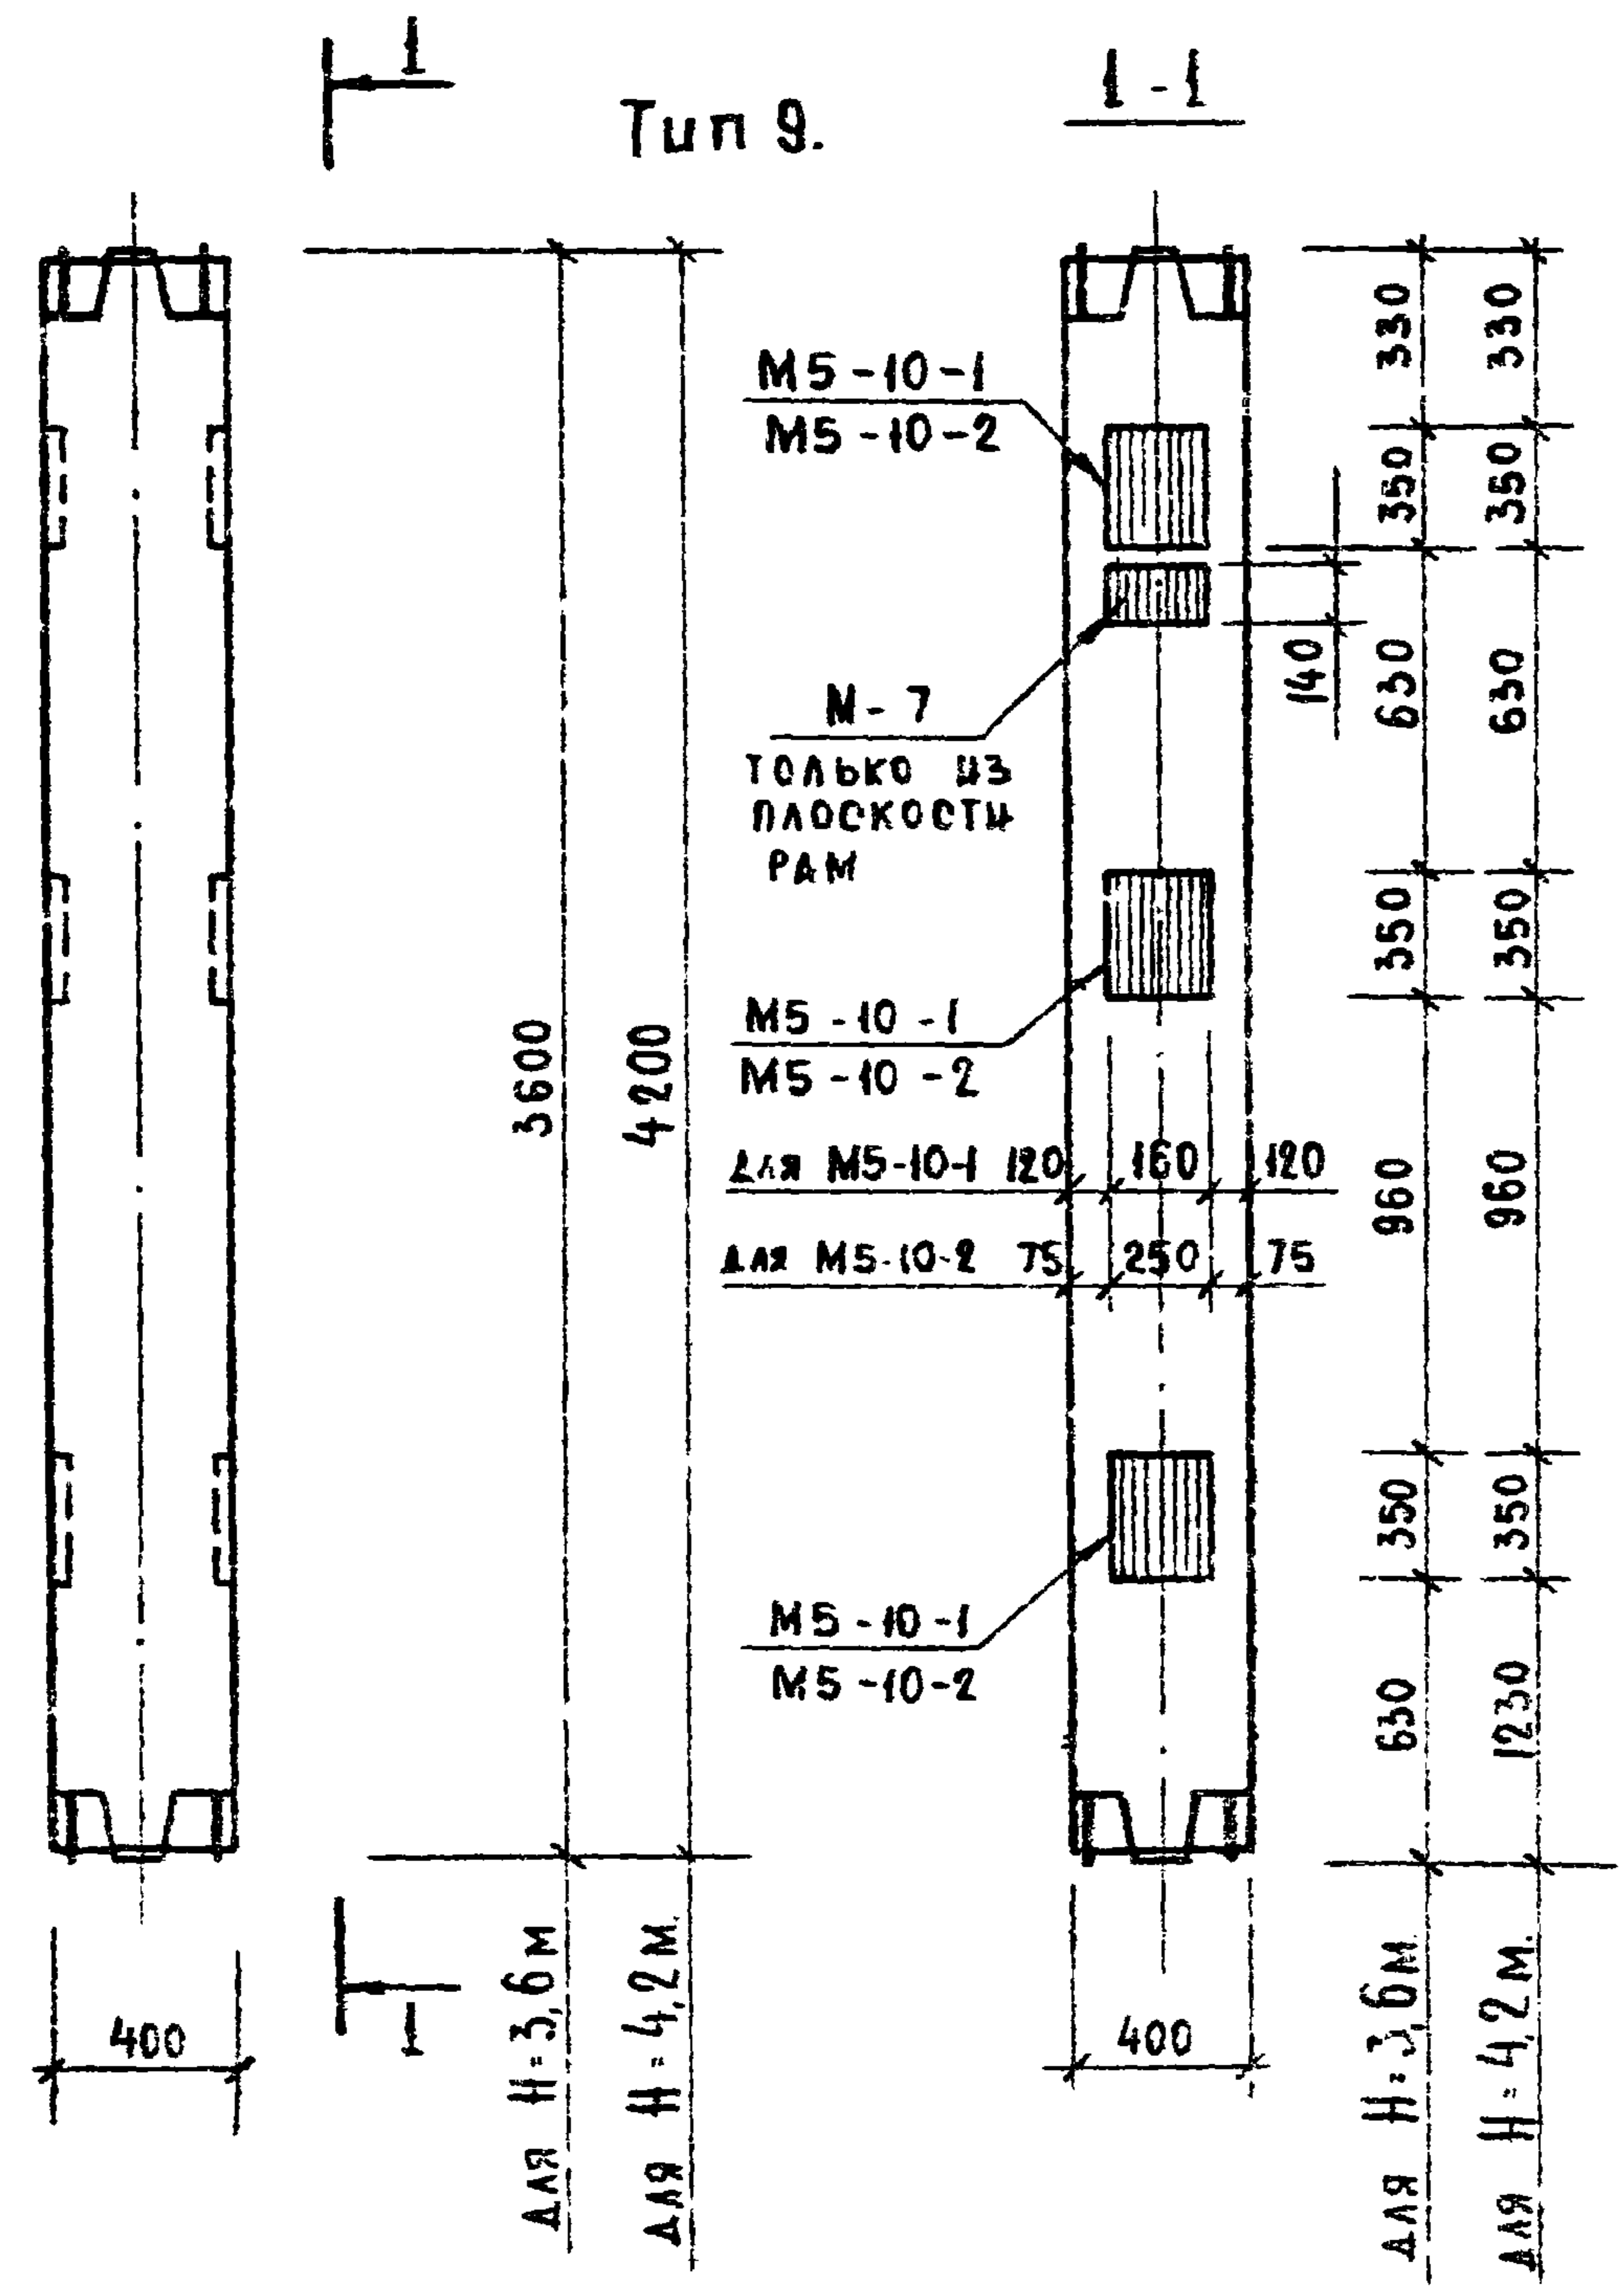 1
Тип 9.
1-1
М5-10-1
М5-10-2
М-7
ТОЛЬКО ИЗ
ПЛОСКОСТИ
РАМ
М5-10-1
М5-10-2
ДЛЯ М5-10-1 120 160 120
ДЛЯ М5-10-2 75 250 75
М5-10-1
М5-10-2
3600
4200
330
330
350
350
140
630
630
350
350
960
960
350
350
630
1230
1
400
ДЛЯ Н=3,6м
ДЛЯ Н=4,2м.
400
ДЛЯ Н=3,6м.
ДЛЯ Н=4,2м.